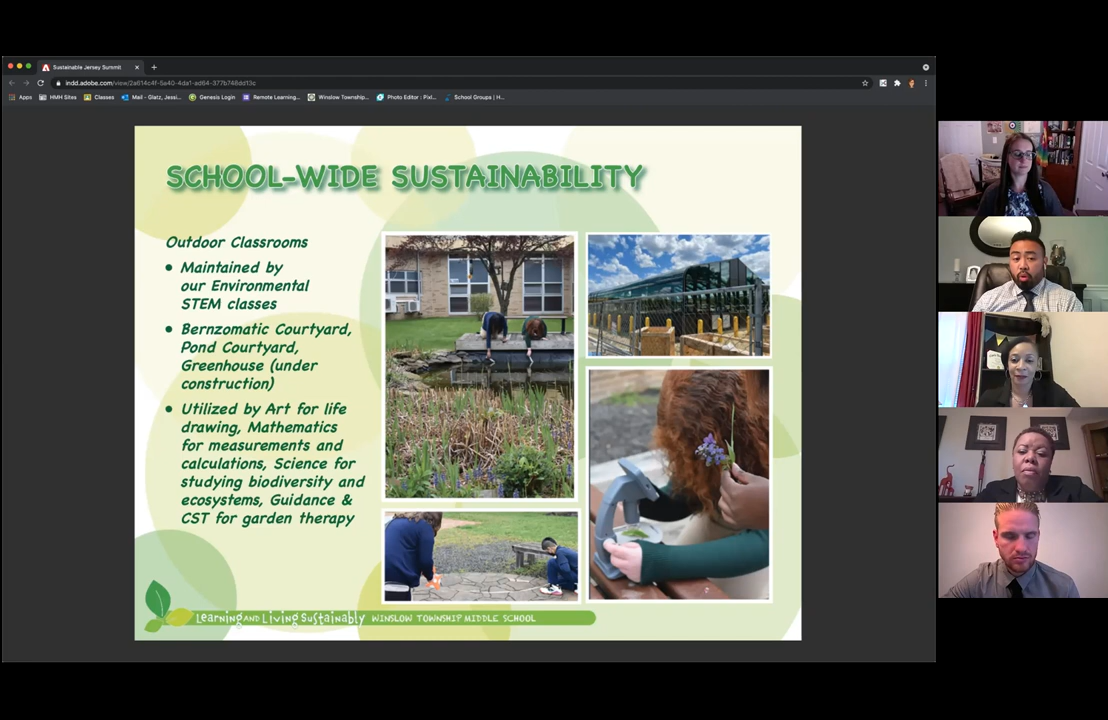 Sustainable Jersey Summit
indd.adobe.com/view/2a614c4f-5a40-4da1-ad64-377b748dd13c
Apps HMH Sites Classes Mail - Glatz, Jessi... Genesis Login Remote Learning... Winslow Township... Photo Editor : Pixl... School Groups | H...
SCHOOL-WIDE SUSTAINABILITY
Outdoor Classrooms
• Maintained by
our Environmental
STEM classes
• Bernzomatic Courtyard,
Pond Courtyard,
Greenhouse (under
construction)
• Utilized by Art for life
drawing, Mathematics
for measurements and
calculations, Science for
studying biodiversity and
ecosystems, Guidance &
CST for garden therapy
Learning AND Living Sustainably WINSLOW TOWNSHIP MIDDLE SCHOOL